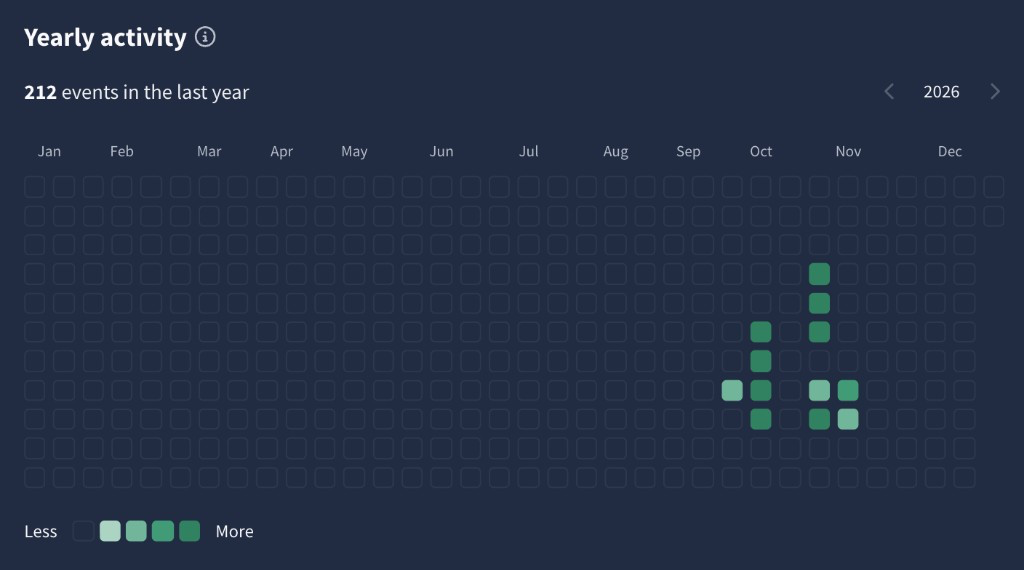 Yearly activity
212 events in the last year
2026
Jan Feb Mar Apr May Jun Jul Aug Sep Oct Nov Dec
Less More